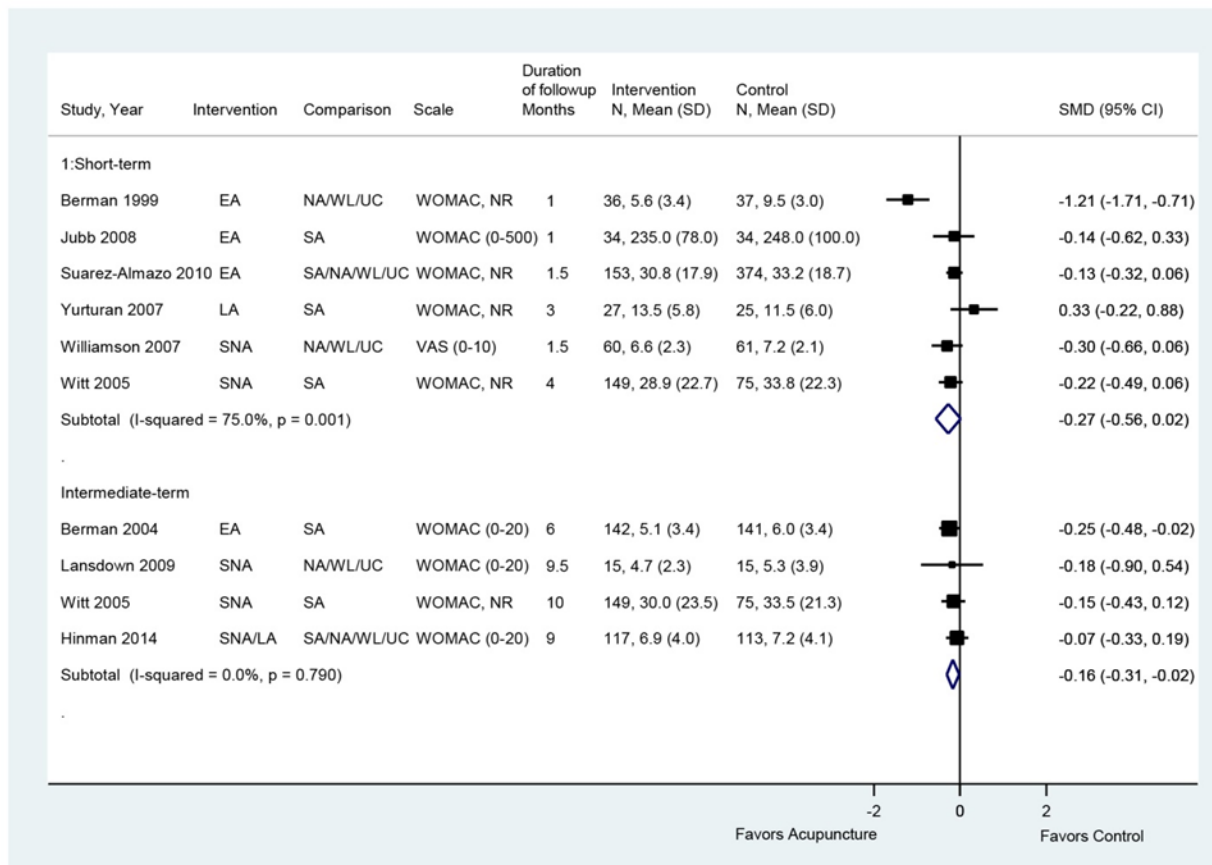 Duration
of followup Intervention Control
Study, Year Intervention Comparison Scale Months N, Mean (SD) N, Mean (SD) SMD (95% CI)
1:Short-term
Berman 1999 EA NA/WL/UC WOMAC, NR 1 36, 5.6 (3.4) 37, 9.5 (3.0) -1.21 (-1.71, -0.71)
Jubb 2008 EA SA WOMAC (0-500) 1 34, 235.0 (78.0) 34, 248.0 (100.0) -0.14 (-0.62, 0.33)
Suarez-Almazo 2010 EA SA/NA/WL/UC WOMAC, NR 1.5 153, 30.8 (17.9) 374, 33.2 (18.7) -0.13 (-0.32, 0.06)
Yurturan 2007 LA SA WOMAC, NR 3 27, 13.5 (5.8) 25, 11.5 (6.0) 0.33 (-0.22, 0.88)
Williamson 2007 SNA NA/WL/UC VAS (0-10) 1.5 60, 6.6 (2.3) 61, 7.2 (2.1) -0.30 (-0.66, 0.06)
Witt 2005 SNA SA WOMAC, NR 4 149, 28.9 (22.7) 75, 33.8 (22.3) -0.22 (-0.49, 0.06)
Subtotal (I-squared = 75.0%, p = 0.001) -0.27 (-0.56, 0.02)
.
Intermediate-term
Berman 2004 EA SA WOMAC (0-20) 6 142, 5.1 (3.4) 141, 6.0 (3.4) -0.25 (-0.48, -0.02)
Lansdown 2009 SNA NA/WL/UC WOMAC (0-20) 9.5 15, 4.7 (2.3) 15, 5.3 (3.9) -0.18 (-0.90, 0.54)
Witt 2005 SNA SA WOMAC, NR 10 149, 30.0 (23.5) 75, 33.5 (21.3) -0.15 (-0.43, 0.12)
Hinman 2014 SNA/LA SA/NA/WL/UC WOMAC (0-20) 9 117, 6.9 (4.0) 113, 7.2 (4.1) -0.07 (-0.33, 0.19)
Subtotal (I-squared = 0.0%, p = 0.790) -0.16 (-0.31, -0.02)
.
-2 0 2
Favors Acupuncture Favors Control